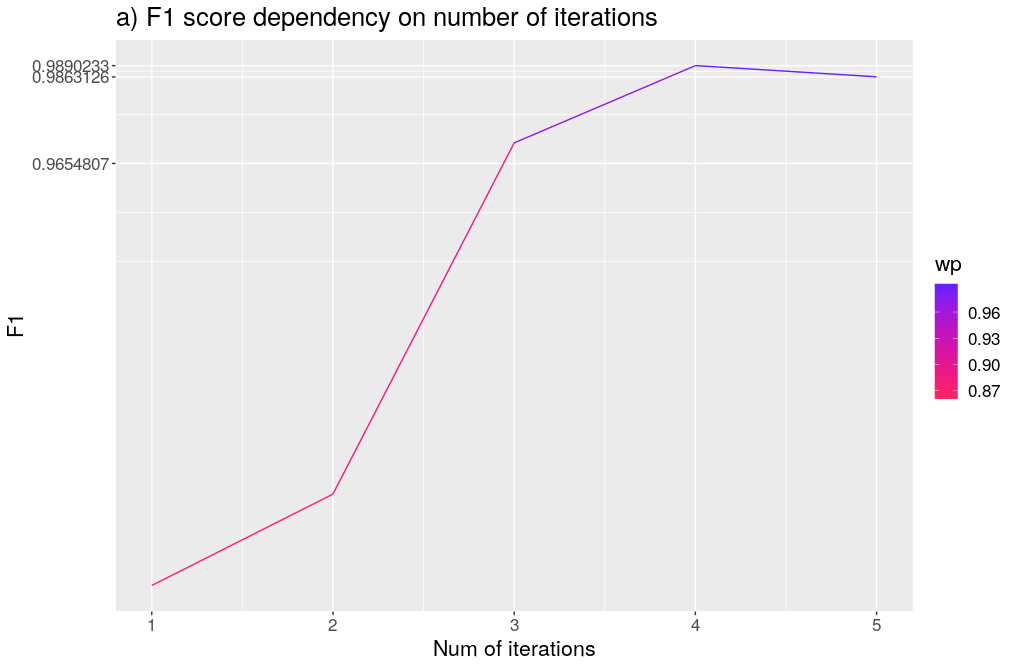 a) F1 score dependency on number of iterations
0.9890233
0.9863126
0.9654807
F1
1 2 3 4 5
Num of iterations
wp
0.96
0.93
0.90
0.87